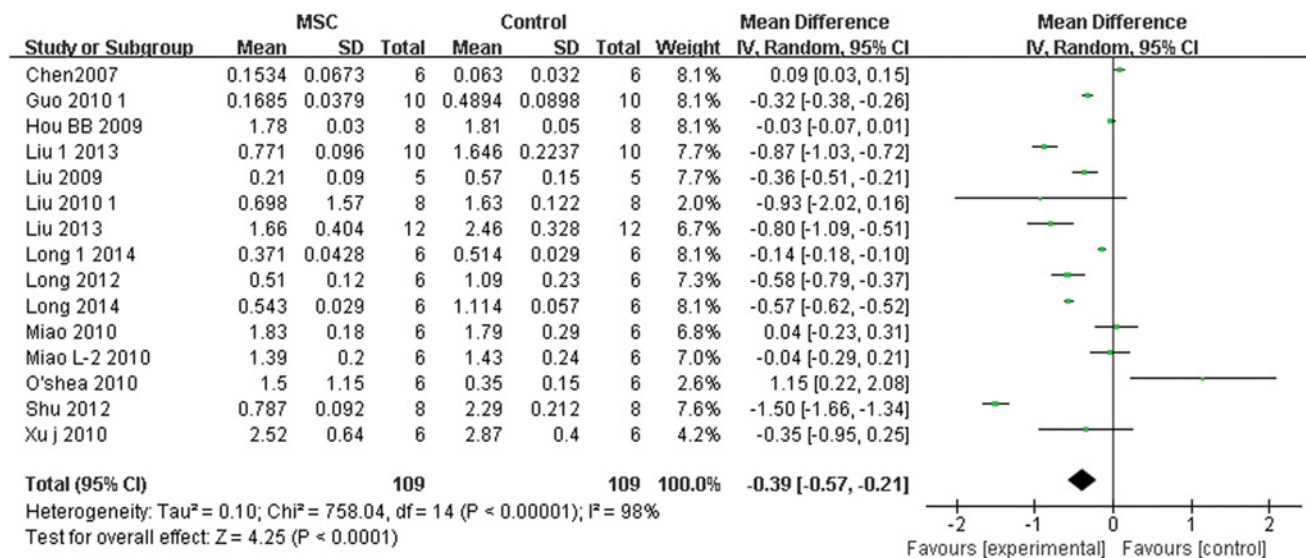 MSC Control Mean Difference Mean Difference
Study or Subgroup Mean SD Total Mean SD Total Weight IV, Random, 95% CI IV, Random, 95% CI
Chen2007 0.1534 0.0673 6 0.063 0.032 6 8.1% 0.09 [0.03, 0.15]
Guo 2010 1 0.1685 0.0379 10 0.4894 0.0898 10 8.1% -0.32 [-0.38, -0.26]
Hou BB 2009 1.78 0.03 8 1.81 0.05 8 8.1% -0.03 [-0.07, 0.01]
Liu 1 2013 0.771 0.096 10 1.646 0.2237 10 7.7% -0.87 [-1.03, -0.72]
Liu 2009 0.21 0.09 5 0.57 0.15 5 7.7% -0.36 [-0.51, -0.21]
Liu 2010 1 0.698 1.57 8 1.63 0.122 8 2.0% -0.93 [-2.02, 0.16]
Liu 2013 1.66 0.404 12 2.46 0.328 12 6.7% -0.80 [-1.09, -0.51]
Long 1 2014 0.371 0.0428 6 0.514 0.029 6 8.1% -0.14 [-0.18, -0.10]
Long 2012 0.51 0.12 6 1.09 0.23 6 7.3% -0.58 [-0.79, -0.37]
Long 2014 0.543 0.029 6 1.114 0.057 6 8.1% -0.57 [-0.62, -0.52]
Miao 2010 1.83 0.18 6 1.79 0.29 6 6.8% 0.04 [-0.23, 0.31]
Miao L-2 2010 1.39 0.2 6 1.43 0.24 6 7.0% -0.04 [-0.29, 0.21]
O'shea 2010 1.5 1.15 6 0.35 0.15 6 2.6% 1.15 [0.22, 2.08]
Shu 2012 0.787 0.092 8 2.29 0.212 8 7.6% -1.50 [-1.66, -1.34]
Xu j 2010 2.52 0.64 6 2.87 0.4 6 4.2% -0.35 [-0.95, 0.25]
Total (95% CI) 109 109 100.0% -0.39 [-0.57, -0.21]
Heterogeneity: Tau² = 0.10; Chi² = 758.04, df = 14 (P < 0.00001); I² = 98%
Test for overall effect: Z = 4.25 (P < 0.0001)
-2 -1 0 1 2
Favours [experimental] Favours [control]